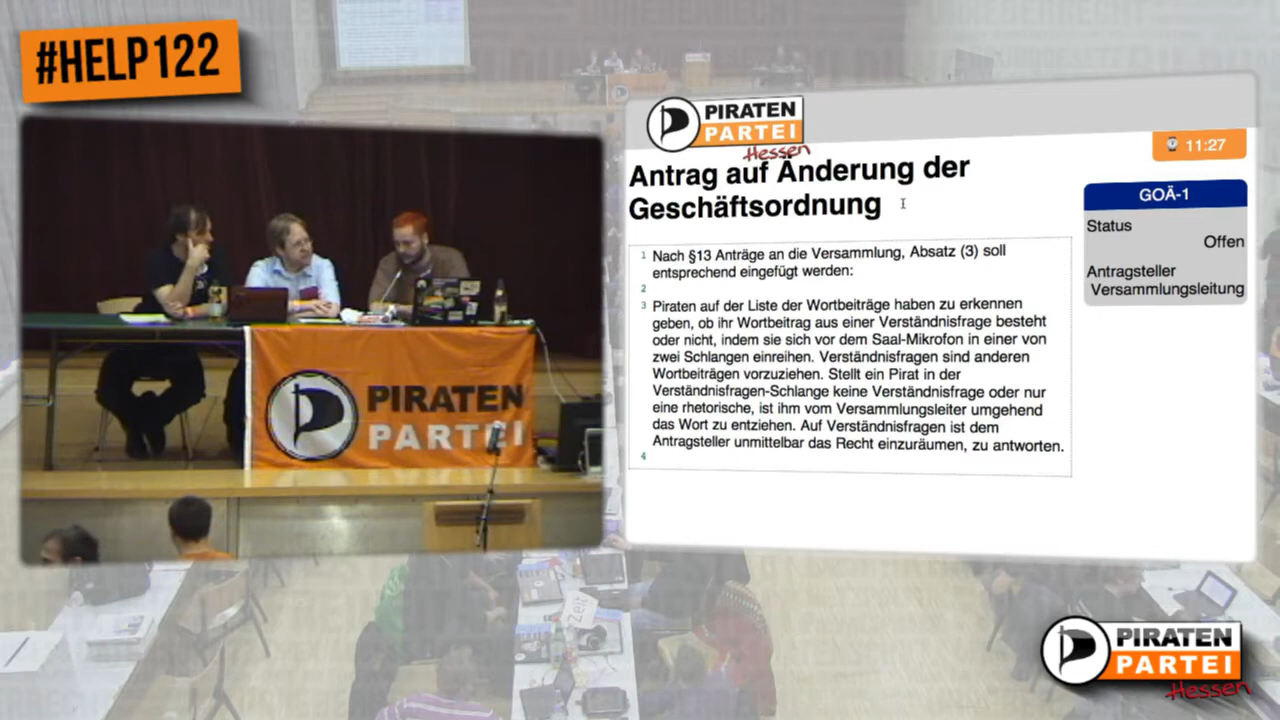 #HELP122
PIRATEN
PARTEI
Hessen
11:27
Antrag auf Änderung der
Geschäftsordnung
GOÄ-1
Status
Offen
Antragsteller
Versammlungsleitung
1 Nach §13 Anträge an die Versammlung, Absatz (3) soll
entsprechend eingefügt werden:
2
3 Piraten auf der Liste der Wortbeiträge haben zu erkennen
geben, ob ihr Wortbeitrag aus einer Verständnisfrage besteht
oder nicht, indem sie sich vor dem Saal-Mikrofon in einer von
zwei Schlangen einreihen. Verständnisfragen sind anderen
Wortbeiträgen vorzuziehen. Stellt ein Pirat in der
Verständnisfragen-Schlange keine Verständnisfrage oder nur
eine rhetorische, ist ihm vom Versammlungsleiter umgehend
das Wort zu entziehen. Auf Verständnisfragen ist dem
Antragsteller unmittelbar das Recht einzuräumen, zu antworten.
4
PIRATEN
PARTEI
Zeit
PIRATEN
PARTEI
Hessen